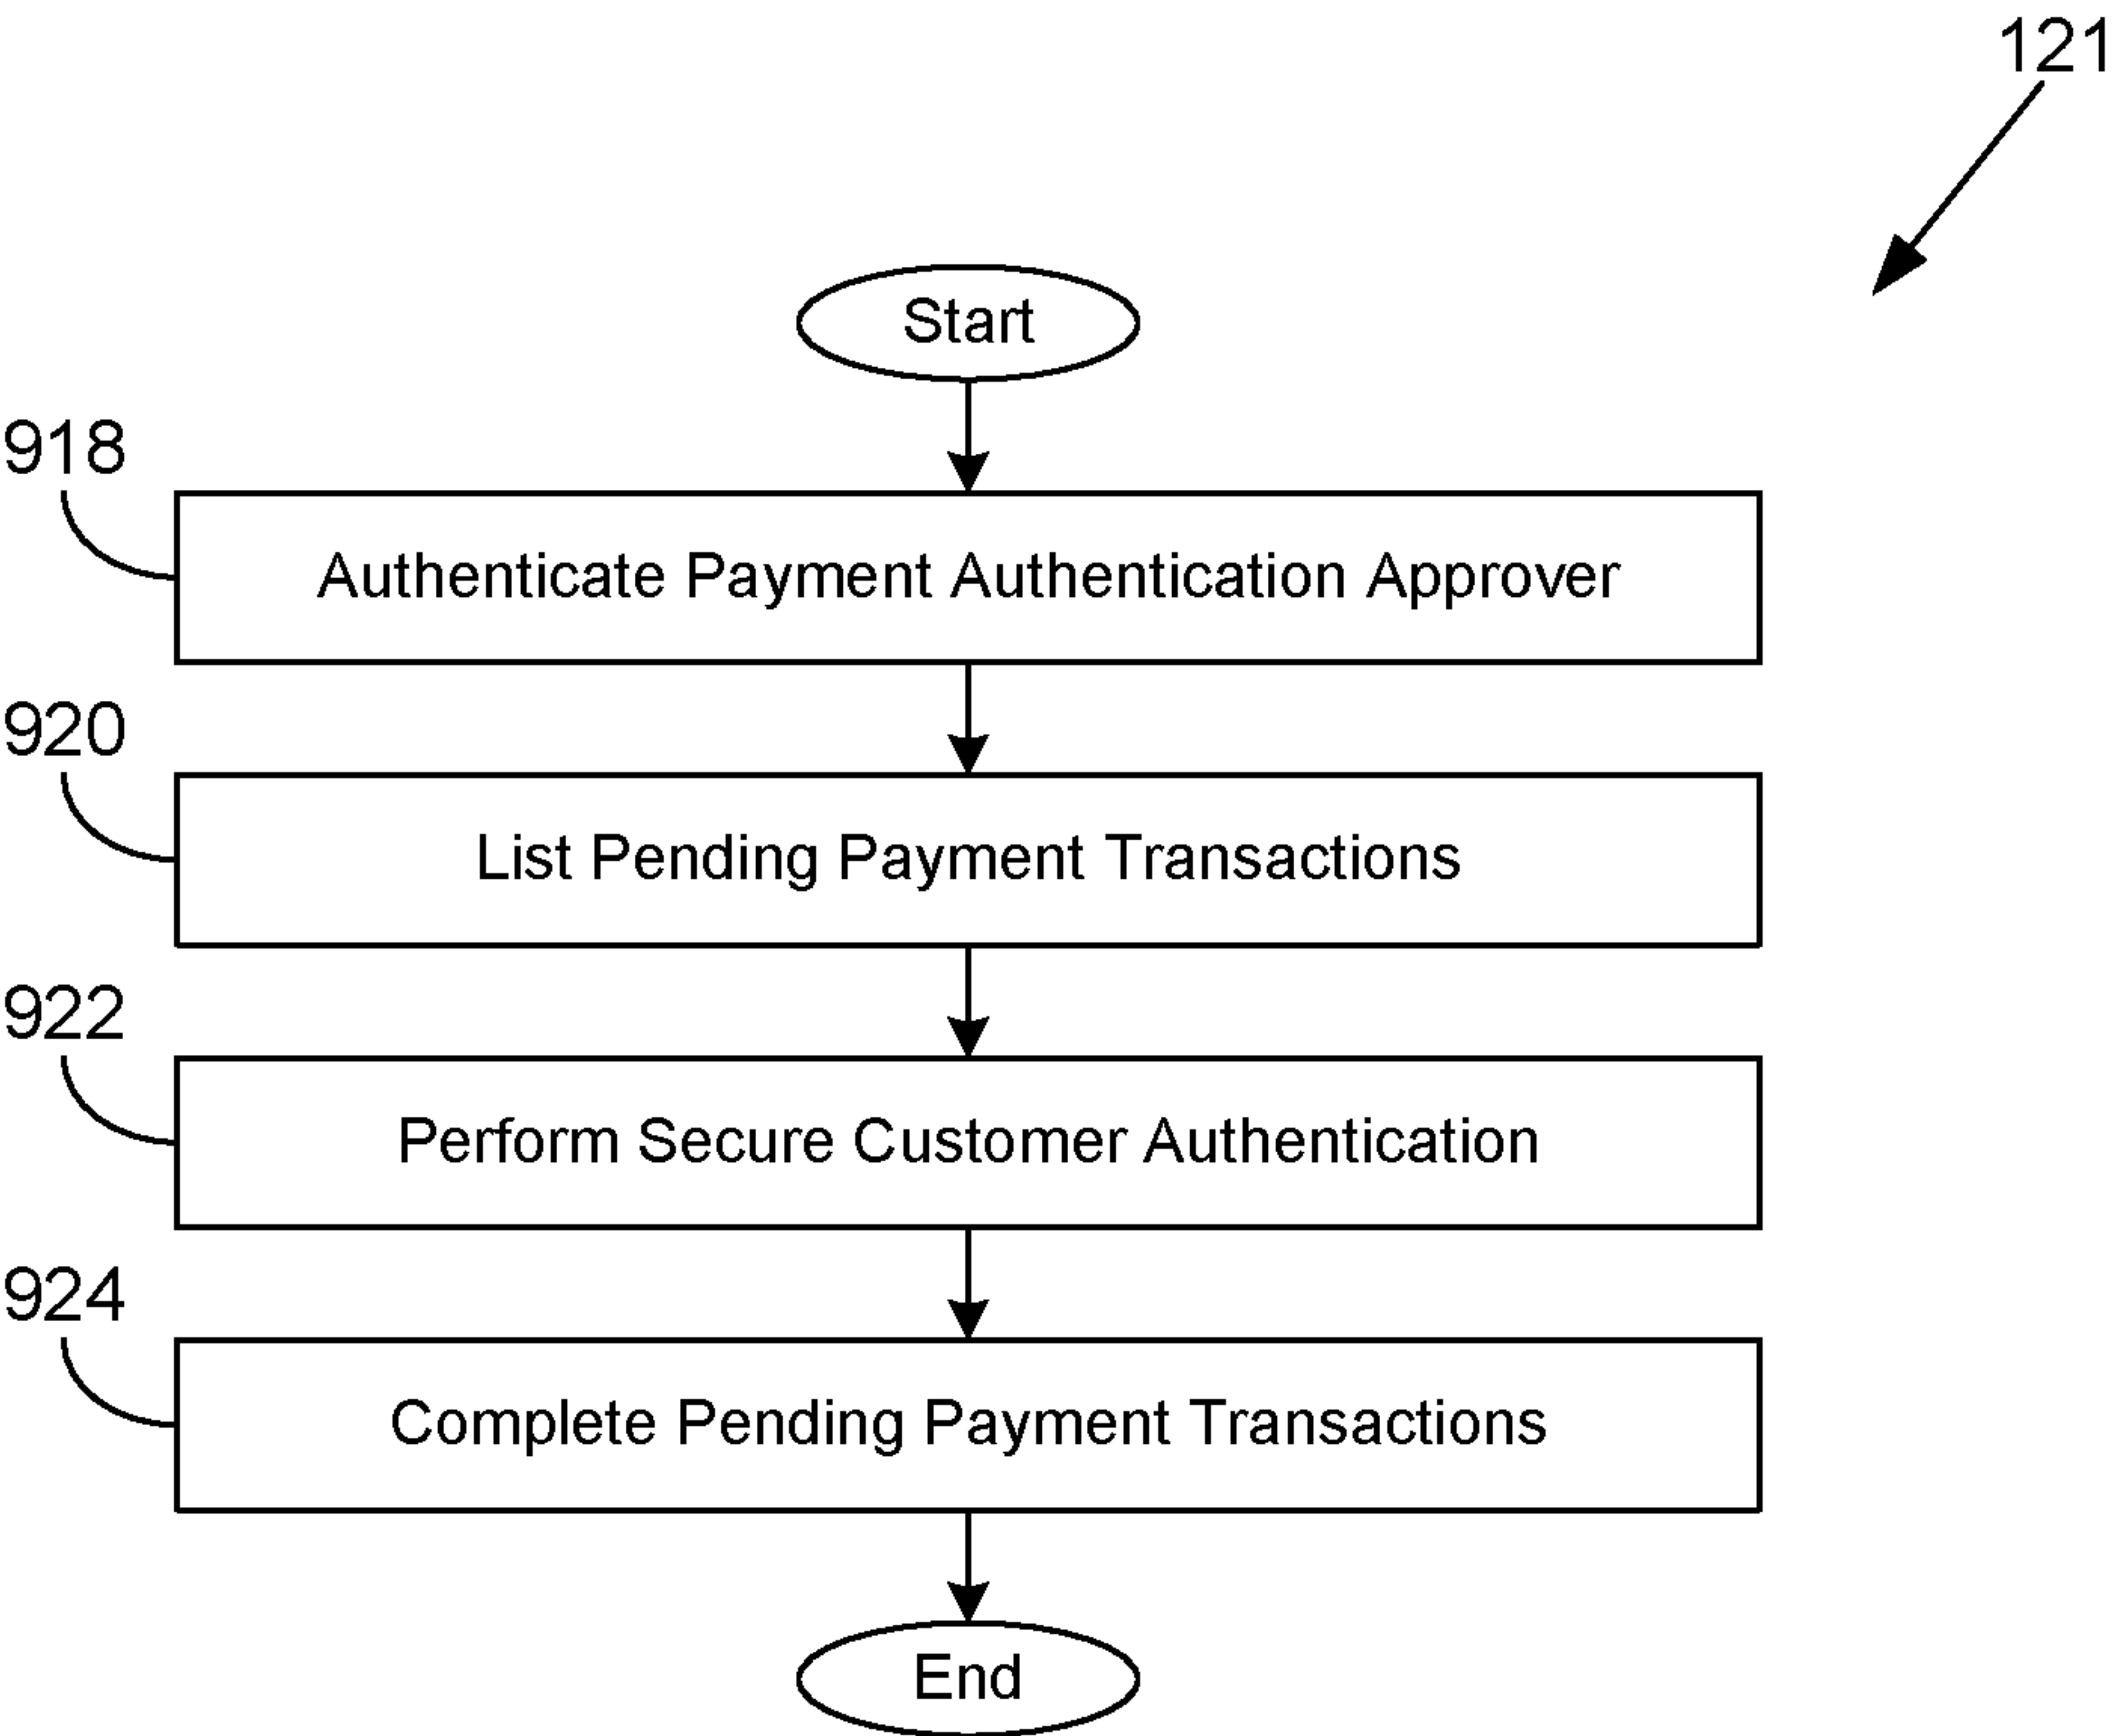 121
Start
918
Authenticate Payment Authentication Approver
920
List Pending Payment Transactions
922
Perform Secure Customer Authentication
924
Complete Pending Payment Transactions
End